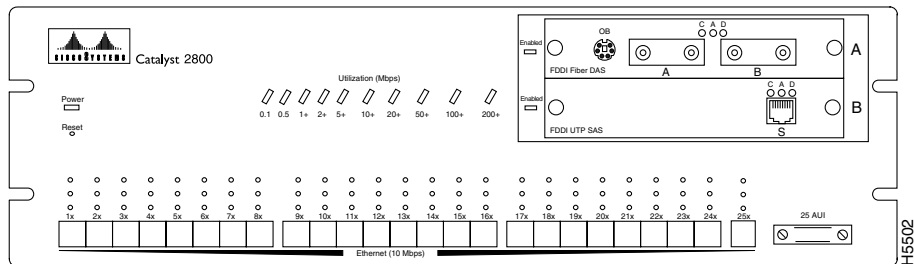 CISCO SYSTEMS
Catalyst 2800
Power
Reset
Utilization (Mbps)
0.1 0.5 1+ 2+ 5+ 10+ 20+ 50+ 100+ 200+
Enabled
OB
C A D
A
B
FDDI Fiber DAS
A
Enabled
C A D
S
FDDI UTP SAS
B
1x 2x 3x 4x 5x 6x 7x 8x 9x 10x 11x 12x 13x 14x 15x 16x 17x 18x 19x 20x 21x 22x 23x 24x 25x
25 AUI
Ethernet (10 Mbps)
H5502